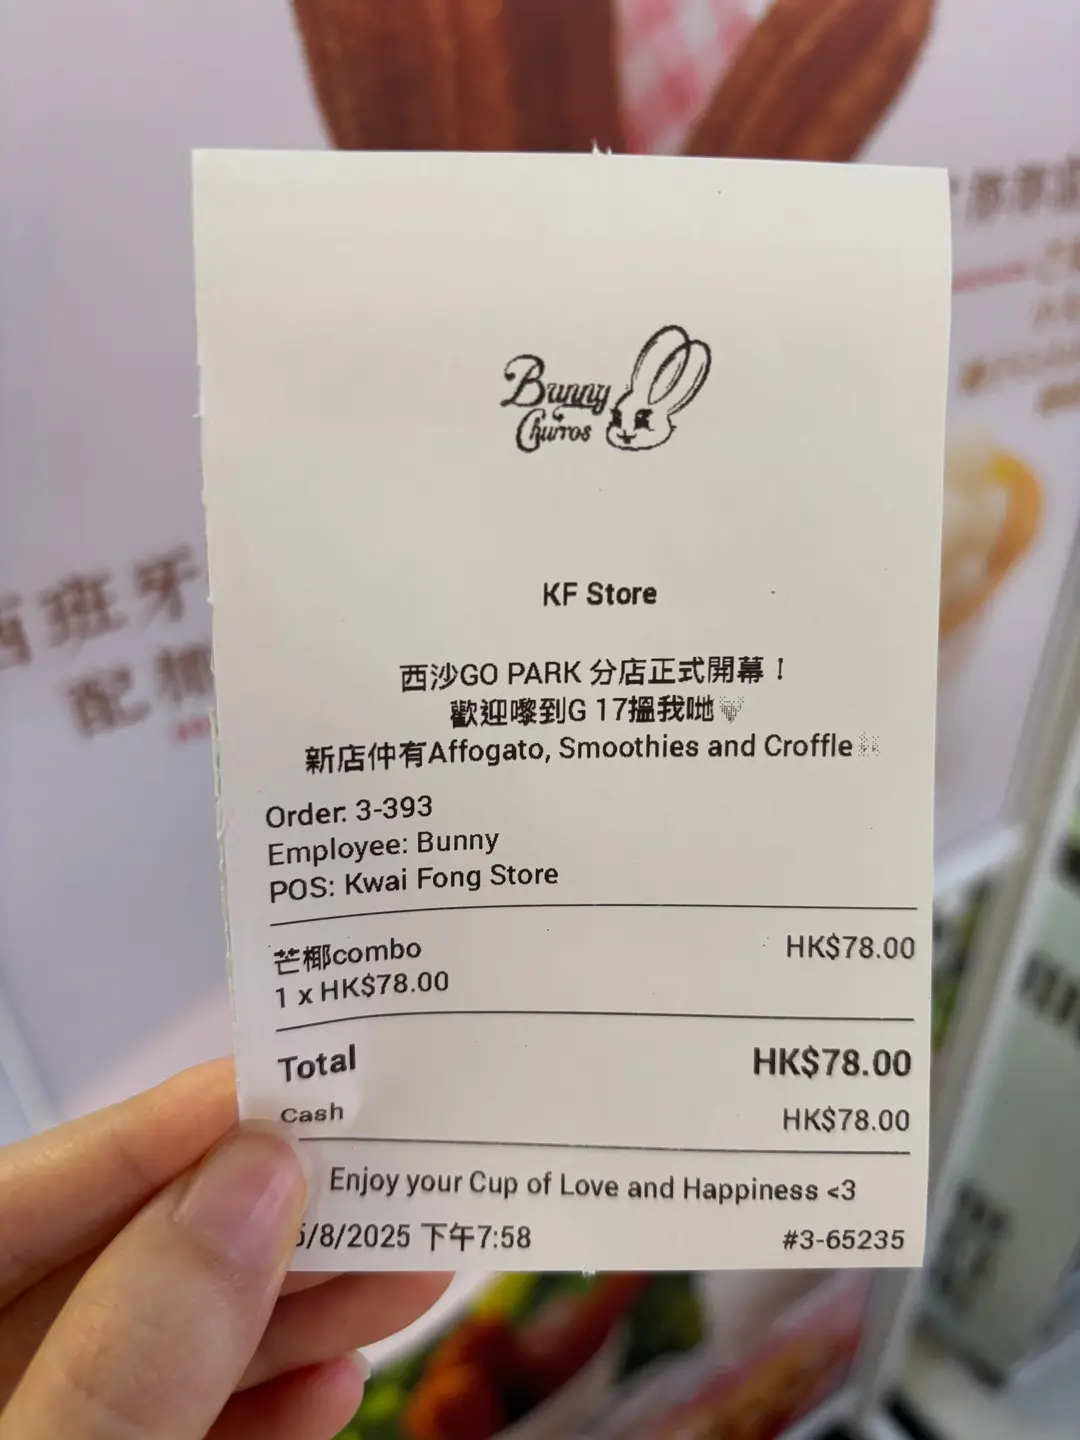 Bunny
Churros
KF Store
西沙GO PARK 分店正式開幕！
歡迎嚟到G 17搵我哋
新店仲有Affogato, Smoothies and Croffle
Order: 3-393
Employee: Bunny
POS: Kwai Fong Store
芒椰combo HK$78.00
1 x HK$78.00
Total HK$78.00
Cash HK$78.00
Enjoy your Cup of Love and Happiness <3
5/8/2025 下午7:58 #3-65235
西班牙
配